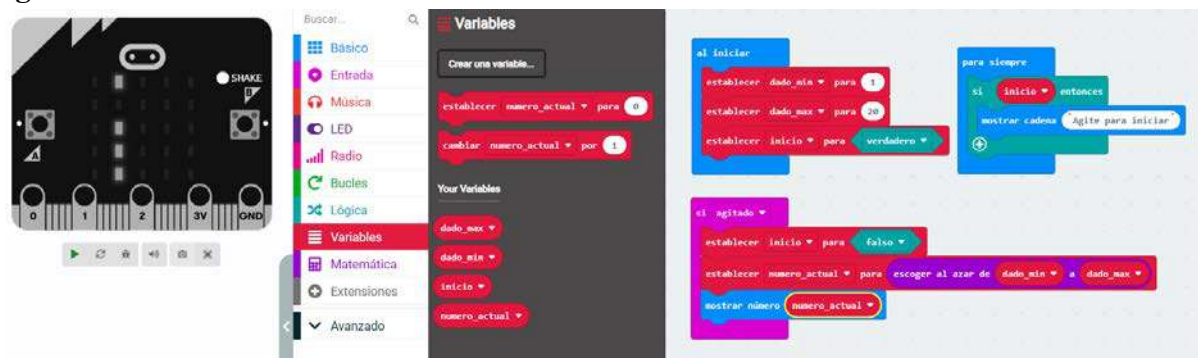 SHAKE
B
A
0 1 2 3V GND
Buscar...
Básico
Entrada
Música
LED
Radio
Bucles
Lógica
Variables
Matemática
Extensiones
Avanzado
Variables
Crear una variable...
establecer numero_actual para 0
cambiar numero_actual por 1
Your Variables
dado_max
dado_min
inicio
numero_actual
al iniciar
establecer dado_min para 1
establecer dado_max para 20
establecer inicio para verdadero
para siempre
si inicio entonces
mostrar cadena "Agite para iniciar"
si agitado
establecer inicio para falso
establecer numero_actual para escoger al azar de dado_min a dado_max
mostrar número numero_actual